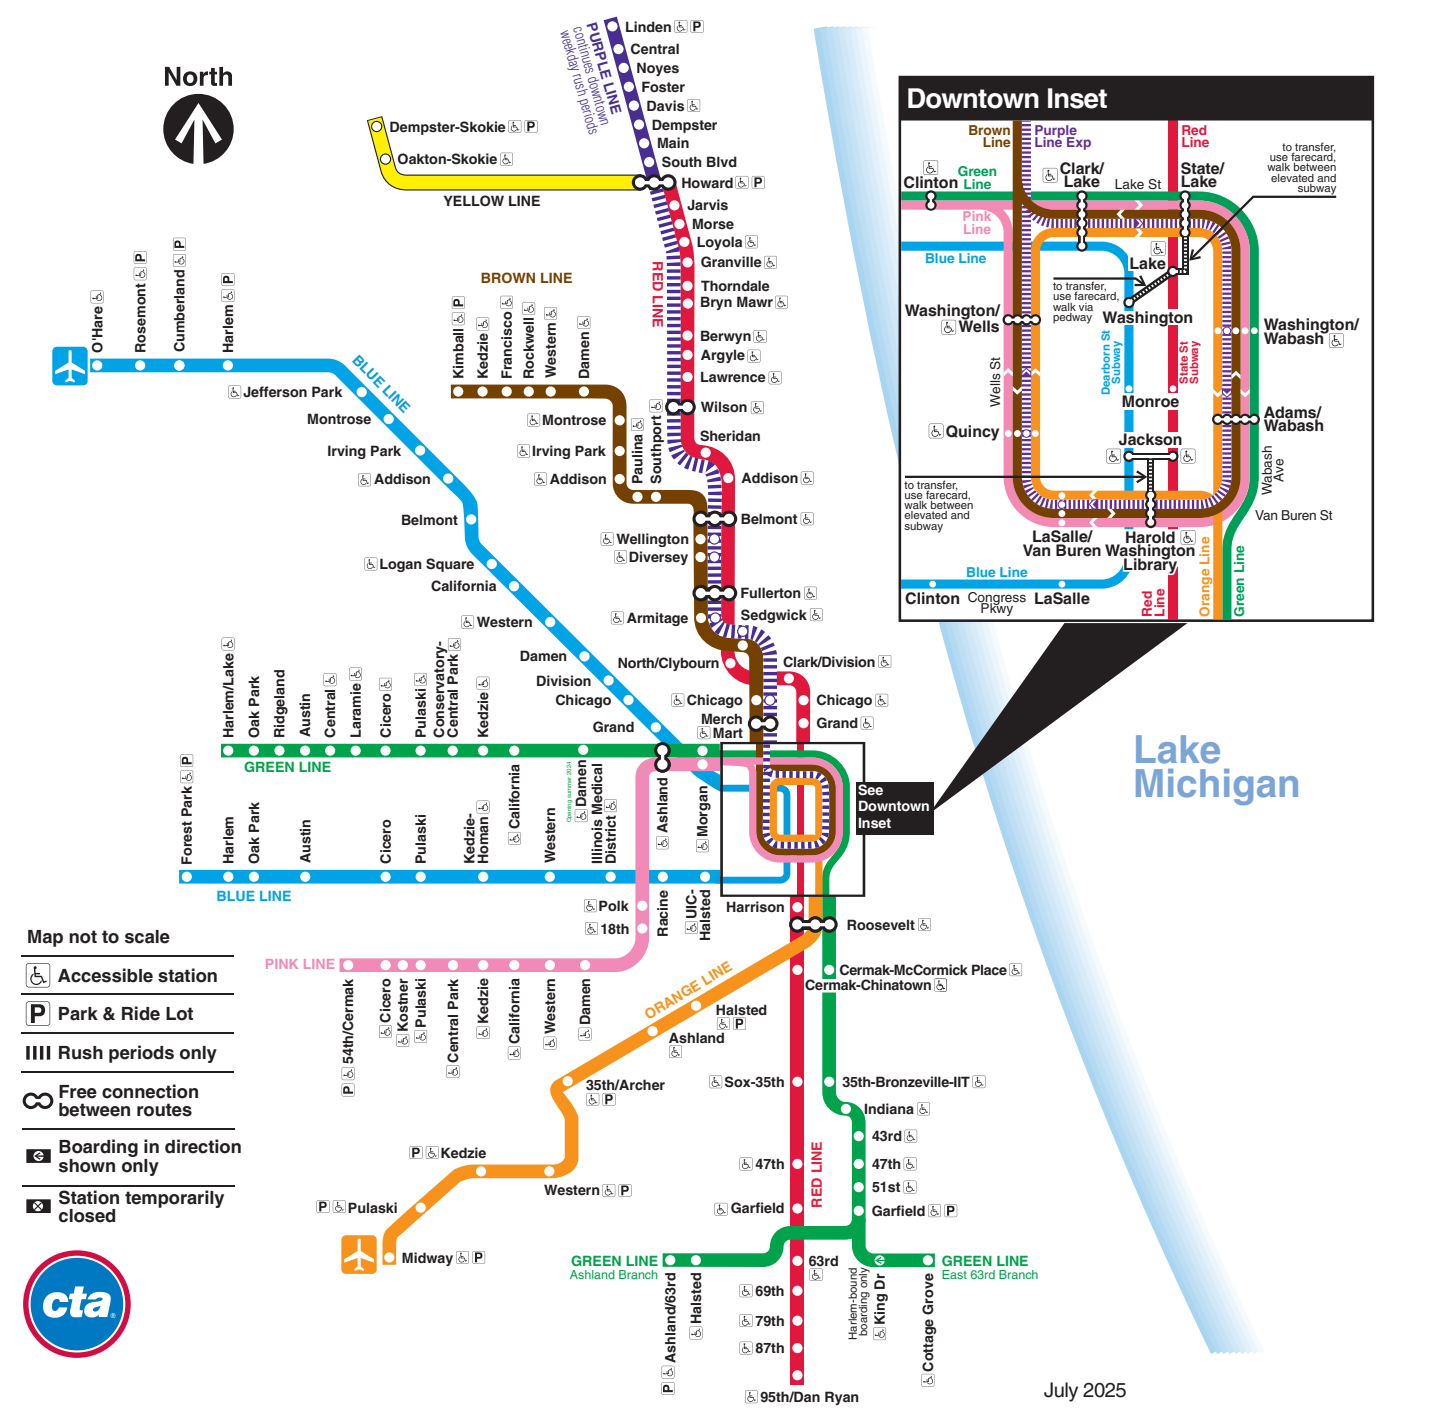 North
PURPLE LINE
continues downtown
weekday rush periods
Linden P
Central
Noyes
Foster
Davis
Dempster
Main
South Blvd
Howard P
Dempster-Skokie P
Oakton-Skokie
YELLOW LINE
Jarvis
Morse
Loyola
Granville
Thorndale
Bryn Mawr
Berwyn
Argyle
Lawrence
Wilson
Sheridan
Addison
Belmont
Fullerton
Sedgwick
RED LINE
BROWN LINE
Kimball P
Kedzie
Francisco
Rockwell
Western
Damen
Montrose
Irving Park
Addison
Paulina
Southport
Wellington
Diversey
Armitage
North/Clybourn
Clark/Division
Chicago
Chicago
Merch
Mart
Grand
O'Hare
Rosemont P
Cumberland P
Harlem P
BLUE LINE
Jefferson Park
Montrose
Irving Park
Addison
Belmont
Logan Square
California
Western
Damen
Division
Chicago
Grand
Harlem/Lake
Oak Park
Ridgeland
Austin
Central
Laramie
Cicero
Pulaski
Conservatory-
Central Park
Kedzie
GREEN LINE
California
Opening summer 2024
Damen
Ashland
Morgan
Forest Park P
Harlem
Oak Park
Austin
Cicero
Pulaski
Kedzie-
Homan
Western
Illinois Medical
District
Racine
UIC-
Halsted
BLUE LINE
See
Downtown
Inset
Polk
18th
PINK LINE
P 54th/Cermak
Cicero
Kostner
Pulaski
Central Park
Kedzie
California
Western
Damen
Harrison
Roosevelt
Cermak-McCormick Place
Cermak-Chinatown
ORANGE LINE
Halsted
P
Ashland
35th/Archer
P
Western P
P Kedzie
P Pulaski
Midway P
Sox-35th
35th-Bronzeville-IIT
Indiana
43rd
47th
47th
51st
Garfield
Garfield P
RED LINE
63rd
69th
79th
87th
95th/Dan Ryan
GREEN LINE
Ashland Branch
P Ashland/63rd
Halsted
Harlem-bound
boarding only
King Dr
Cottage Grove
GREEN LINE
East 63rd Branch
Map not to scale
Accessible station
P Park & Ride Lot
Rush periods only
Free connection
between routes
Boarding in direction
shown only
Station temporarily
closed
cta®
Lake
Michigan
July 2025
Downtown Inset
Brown
Line
Purple
Line Exp
Red
Line
to transfer,
use farecard,
walk between
elevated and
subway
Clinton
Green
Line
Clark/
Lake
Lake St
State/
Lake
Pink
Line
Blue Line
Lake
to transfer,
use farecard,
walk via
pedway
Washington
Washington/
Wells
Washington/
Wabash
Wells St
Dearborn St
Subway
State St
Subway
Monroe
Quincy
Adams/
Wabash
Jackson
to transfer,
use farecard,
walk between
elevated and
subway
Wabash
Ave
Van Buren St
LaSalle/
Van Buren
Harold
Washington
Library
Blue Line
Clinton
Congress
Pkwy
LaSalle
Red
Line
Orange Line
Green Line